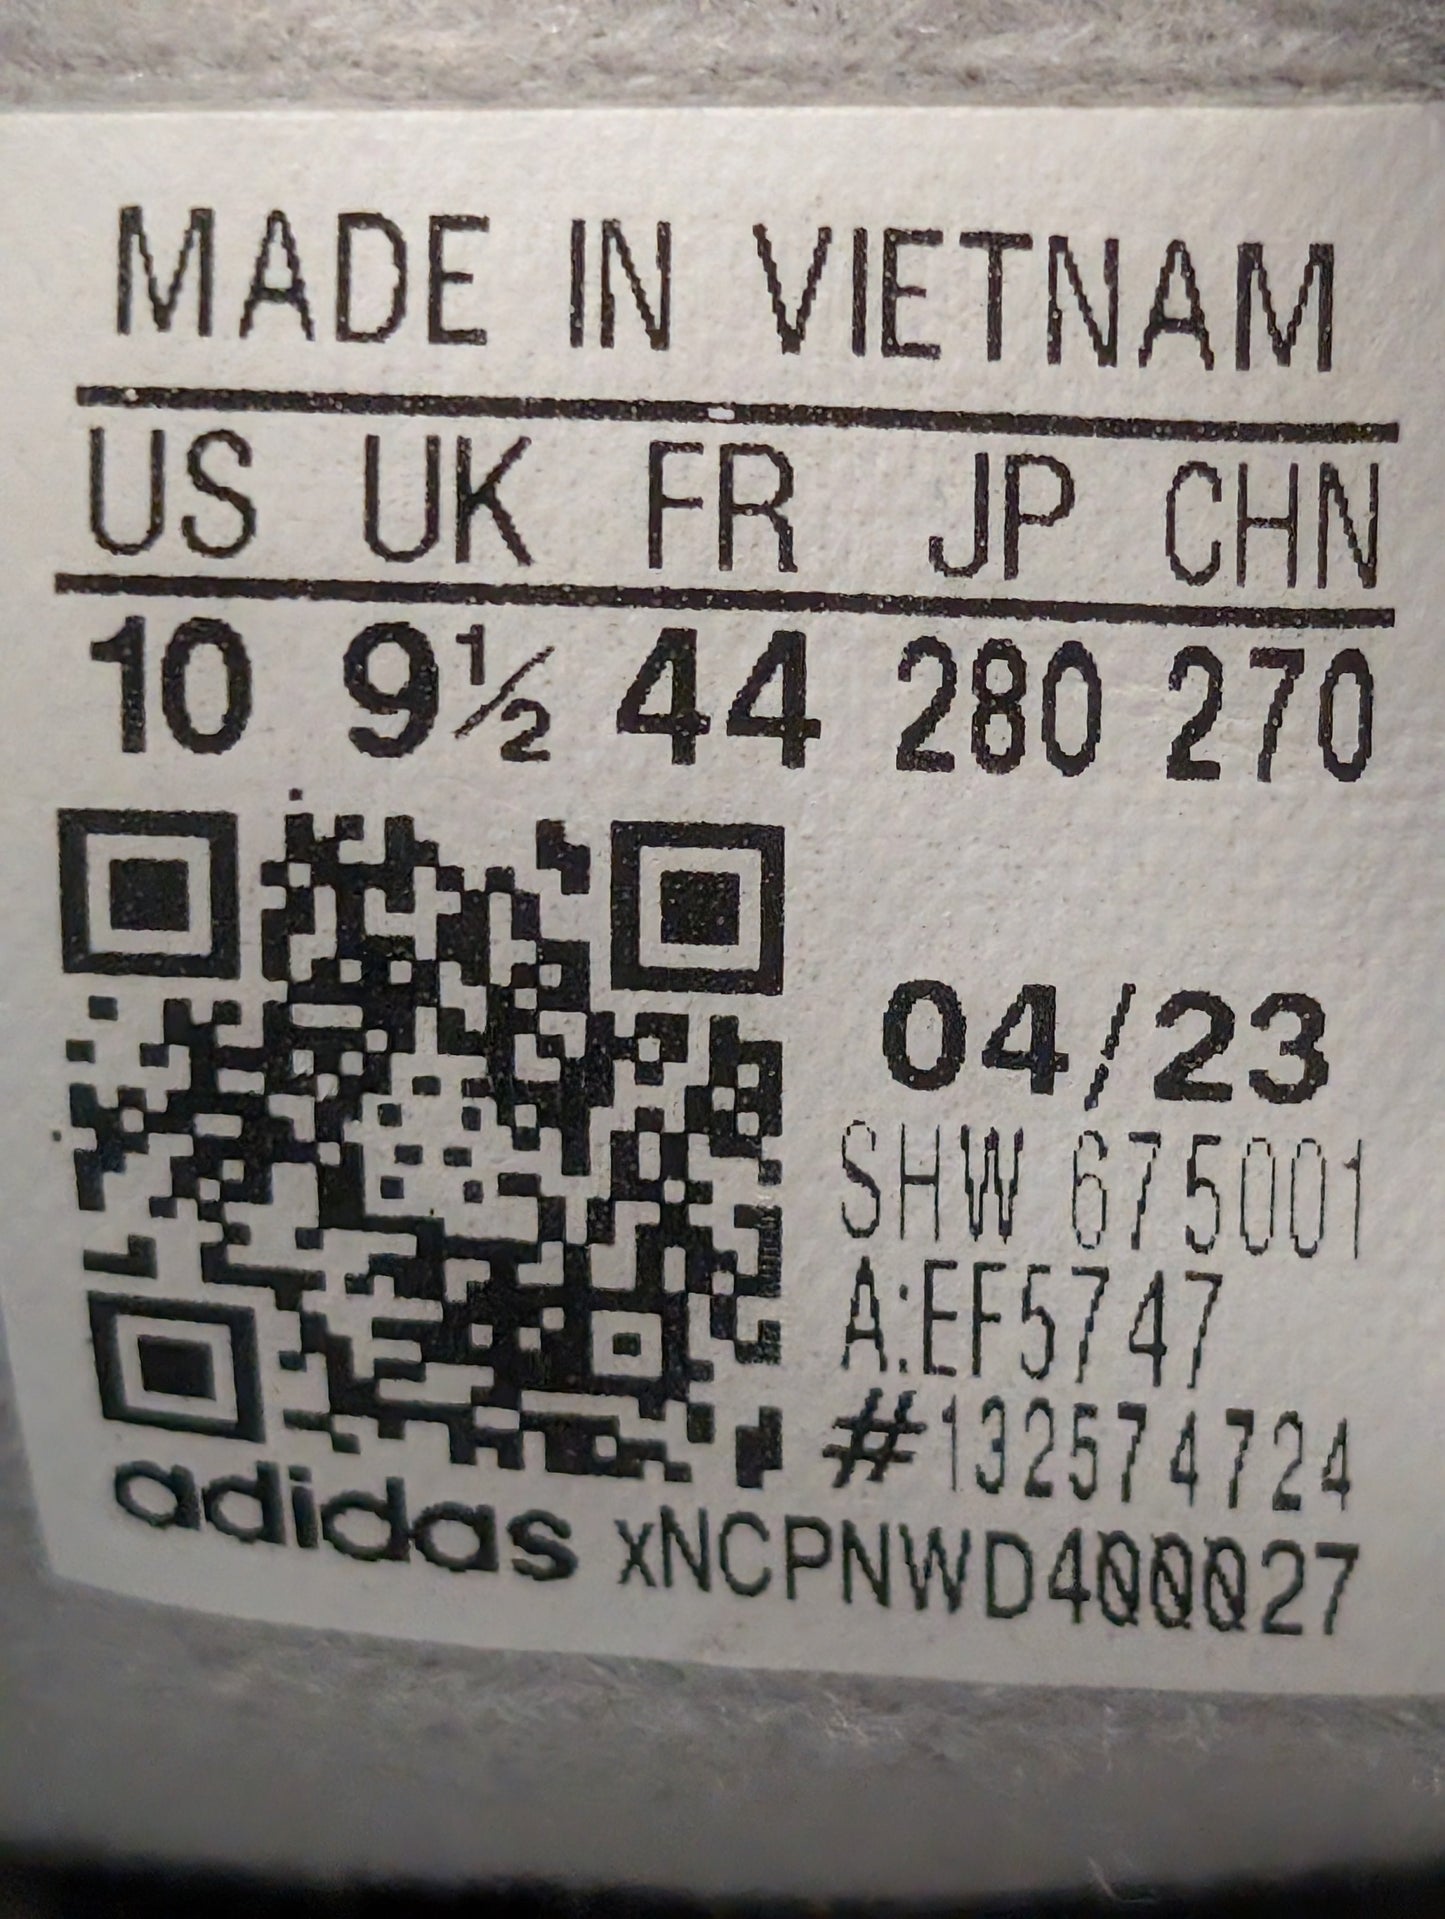 MADE IN VIETNAM
US UK FR JP CHN
10 9½ 44 280 270
04/23
SHW 675001
A:EF5747
#132574724
adidas xNCPNWD400027